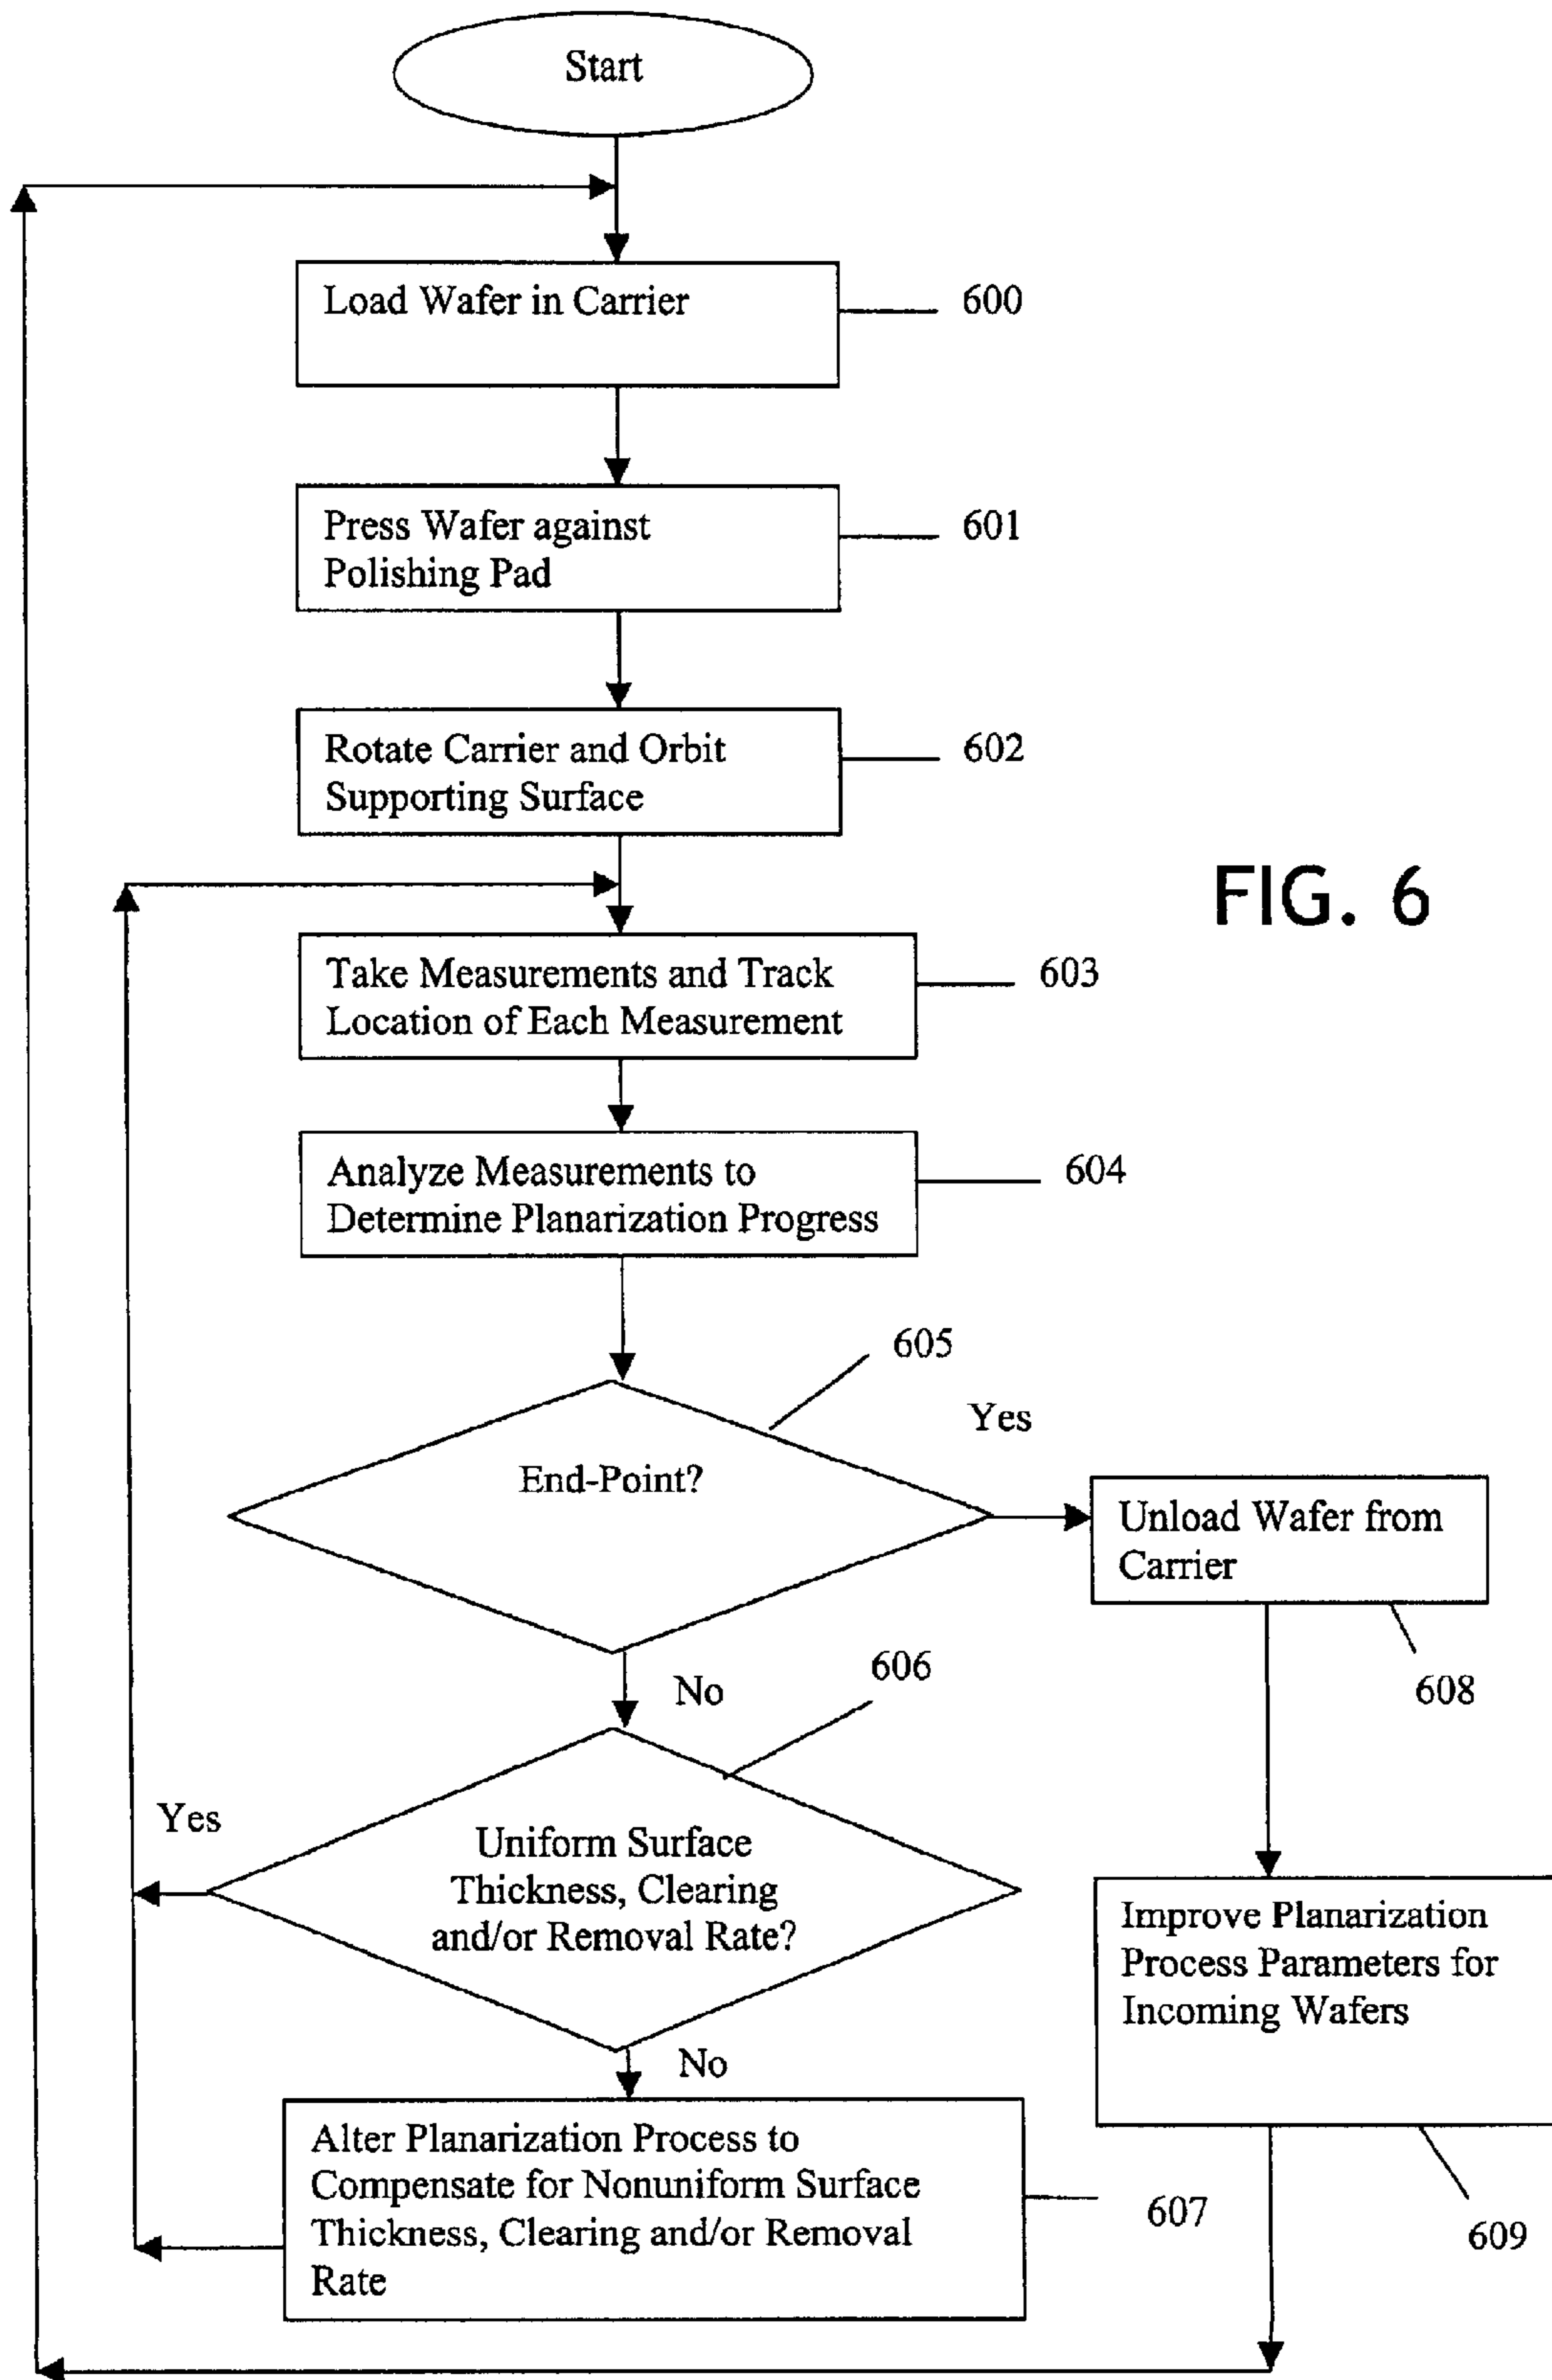 Start
Load Wafer in Carrier
600
Press Wafer against
Polishing Pad
601
Rotate Carrier and Orbit
Supporting Surface
602
FIG. 6
Take Measurements and Track
Location of Each Measurement
603
Analyze Measurements to
Determine Planarization Progress
604
605
End-Point?
Yes
Unload Wafer from
Carrier
608
No
606
Uniform Surface
Thickness, Clearing
and/or Removal Rate?
Yes
No
Improve Planarization
Process Parameters for
Incoming Wafers
609
Alter Planarization Process to
Compensate for Nonuniform Surface
Thickness, Clearing and/or Removal
Rate
607